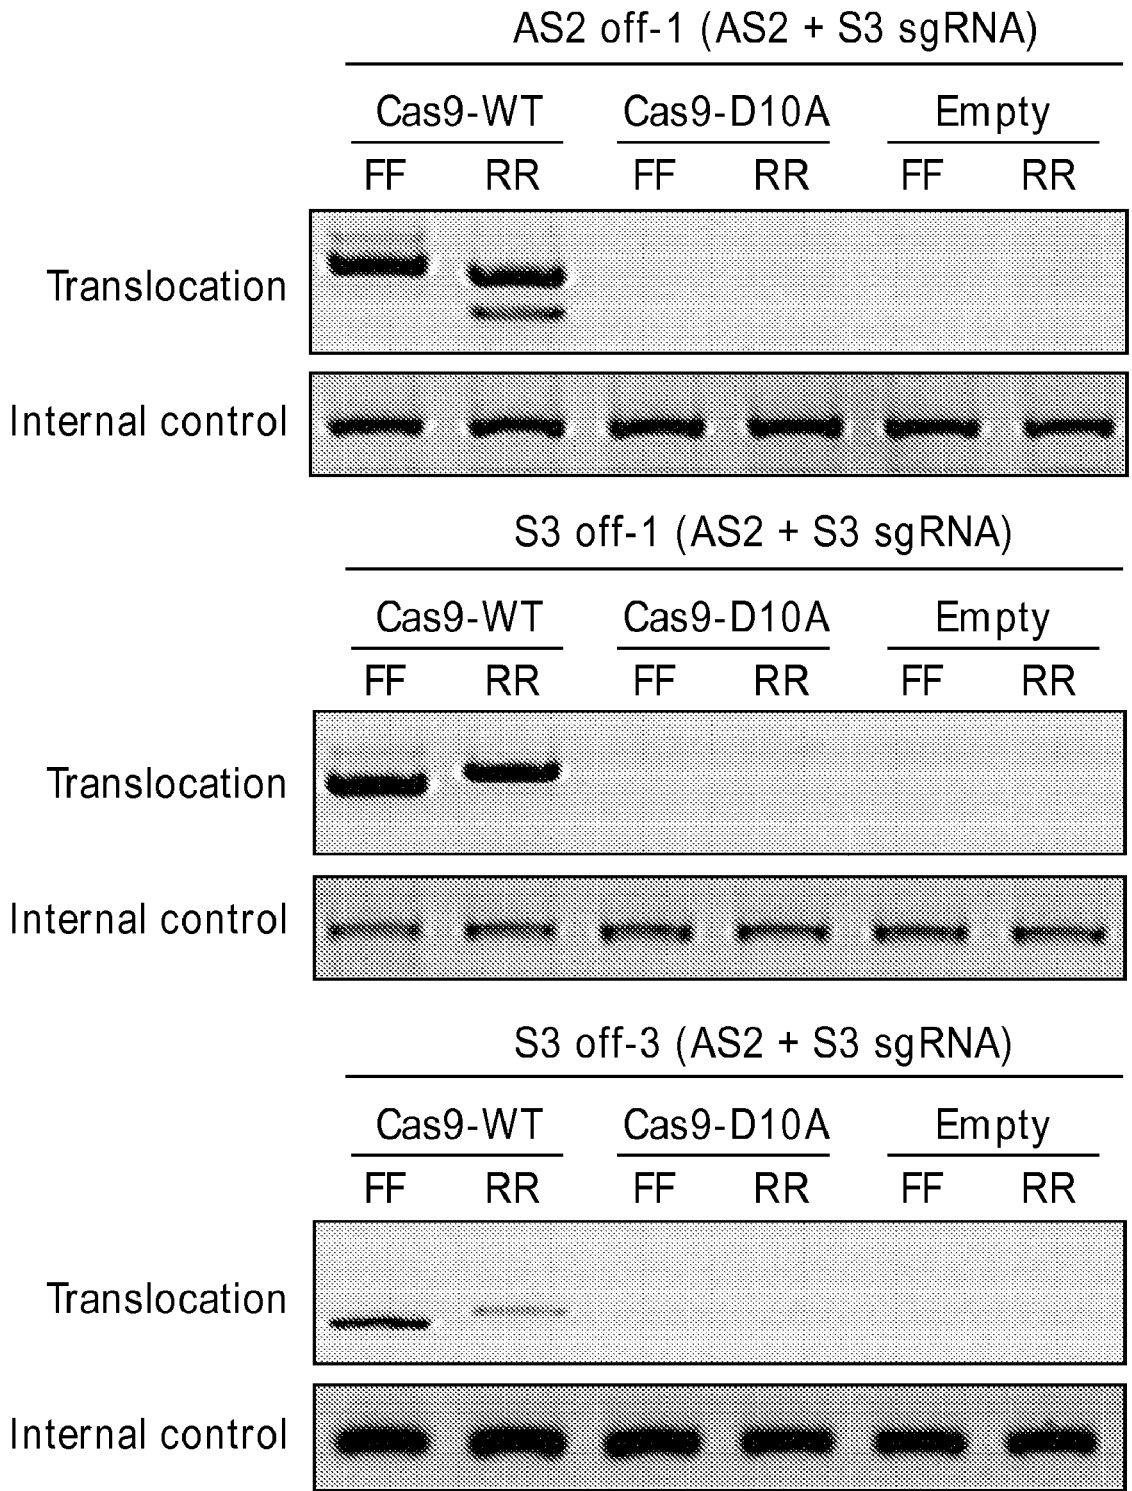 AS2 off-1 (AS2 + S3 sgRNA)
Cas9-WT Cas9-D10A Empty
FF RR FF RR FF RR
Translocation
Internal control
S3 off-1 (AS2 + S3 sgRNA)
Cas9-WT Cas9-D10A Empty
FF RR FF RR FF RR
Translocation
Internal control
S3 off-3 (AS2 + S3 sgRNA)
Cas9-WT Cas9-D10A Empty
FF RR FF RR FF RR
Translocation
Internal control